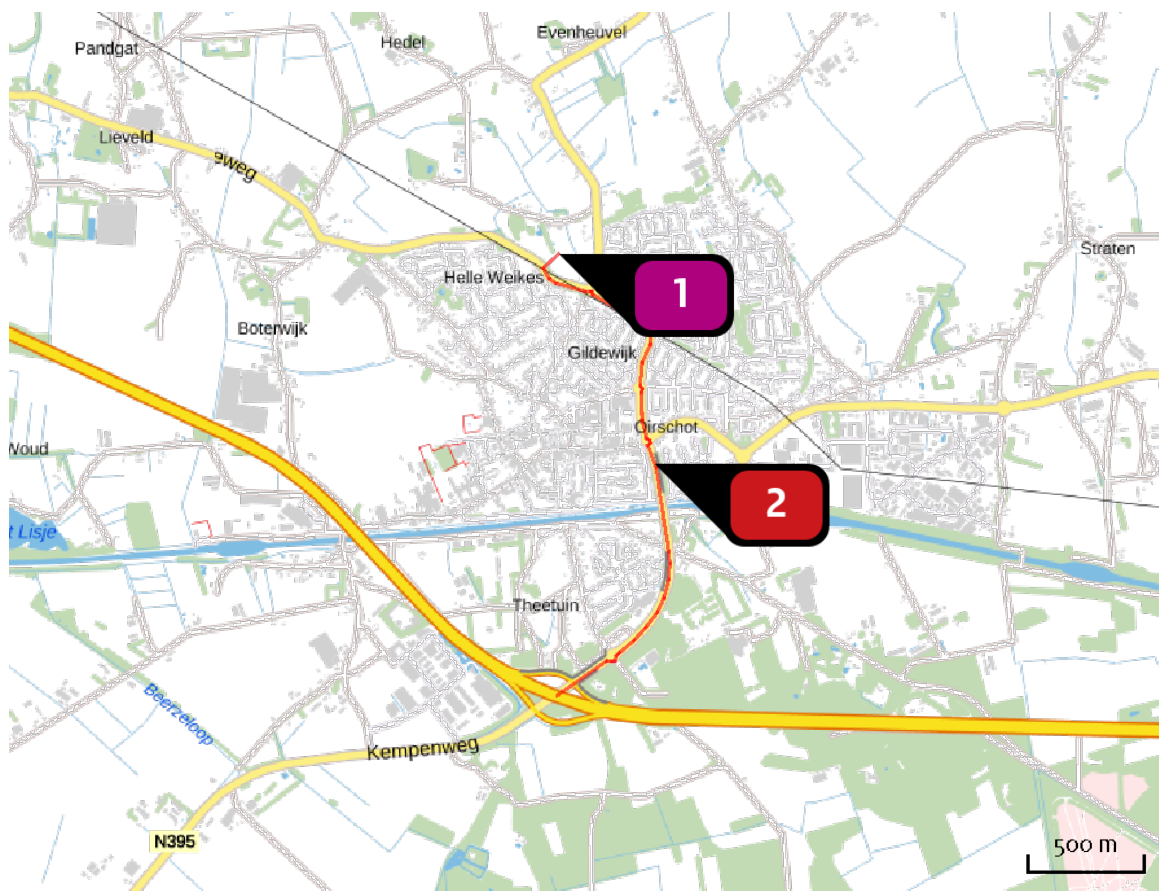 Evenheuvel
Hedel
Pandgat
Lieveld
eweg
Straten
Helle Weikes
1
Boterwijk
Gildewijk
Oirschot
Woud
2
t Lisje
Theetuin
Beerzeloop
Kempenweg
N395
500 m